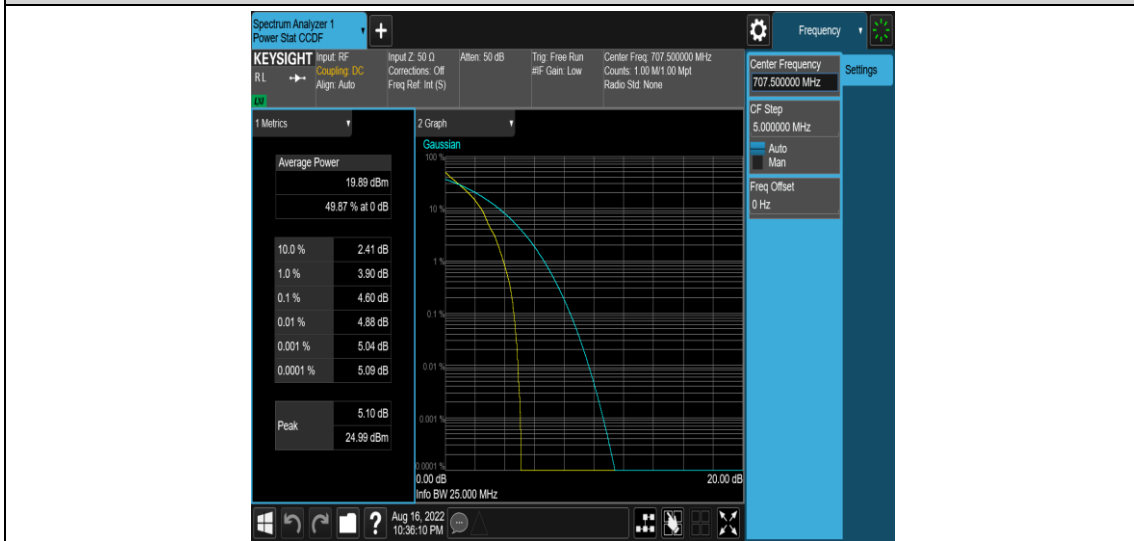 Spectrum Analyzer 1
Power Stat CCDF
+
Frequency
KEYSIGHT
RL
LXI
Input: RF
Coupling: DC
Align: Auto
Input Z: 50 Ω
Corrections: Off
Freq Ref: Int (S)
Atten: 50 dB
Trig: Free Run
#IF Gain: Low
Center Freq: 707.500000 MHz
Counts: 1.00 M/1.00 Mpt
Radio Std: None
Center Frequency
707.500000 MHz
Settings
CF Step
5.000000 MHz
Auto
Man
Freq Offset
0 Hz
1 Metrics
Average Power
19.89 dBm
49.87 % at 0 dB
10.0 % 2.41 dB
1.0 % 3.90 dB
0.1 % 4.60 dB
0.01 % 4.88 dB
0.001 % 5.04 dB
0.0001 % 5.09 dB
Peak
5.10 dB
24.99 dBm
2 Graph
Gaussian
100 %
10 %
1 %
0.1 %
0.01 %
0.001 %
0.0001 %
0.00 dB 20.00 dB
Info BW 25.000 MHz
?
Aug 16, 2022
10:36:10 PM